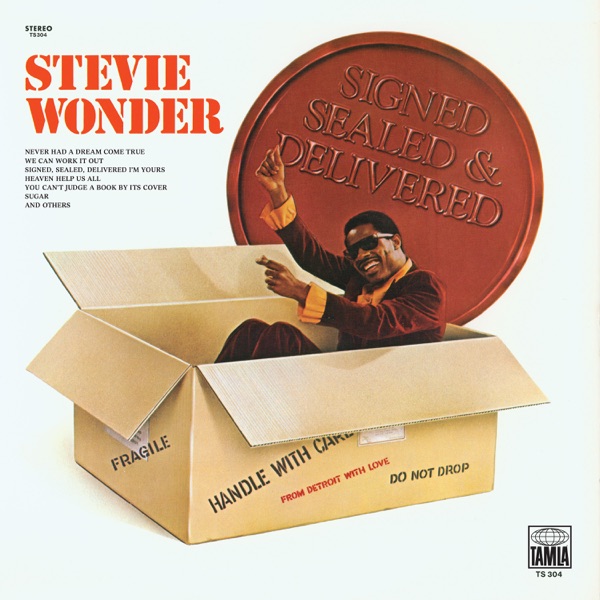 STEREO
TS304
STEVIE
WONDER
NEVER HAD A DREAM COME TRUE
WE CAN WORK IT OUT
SIGNED, SEALED, DELIVERED I'M YOURS
HEAVEN HELP US ALL
YOU CAN'T JUDGE A BOOK BY ITS COVER
SUGAR
AND OTHERS
SIGNED
SEALED &
DELIVERED
FRAGILE
HANDLE WITH CARE
FROM DETROIT WITH LOVE
DO NOT DROP
TAMLA
TS 304